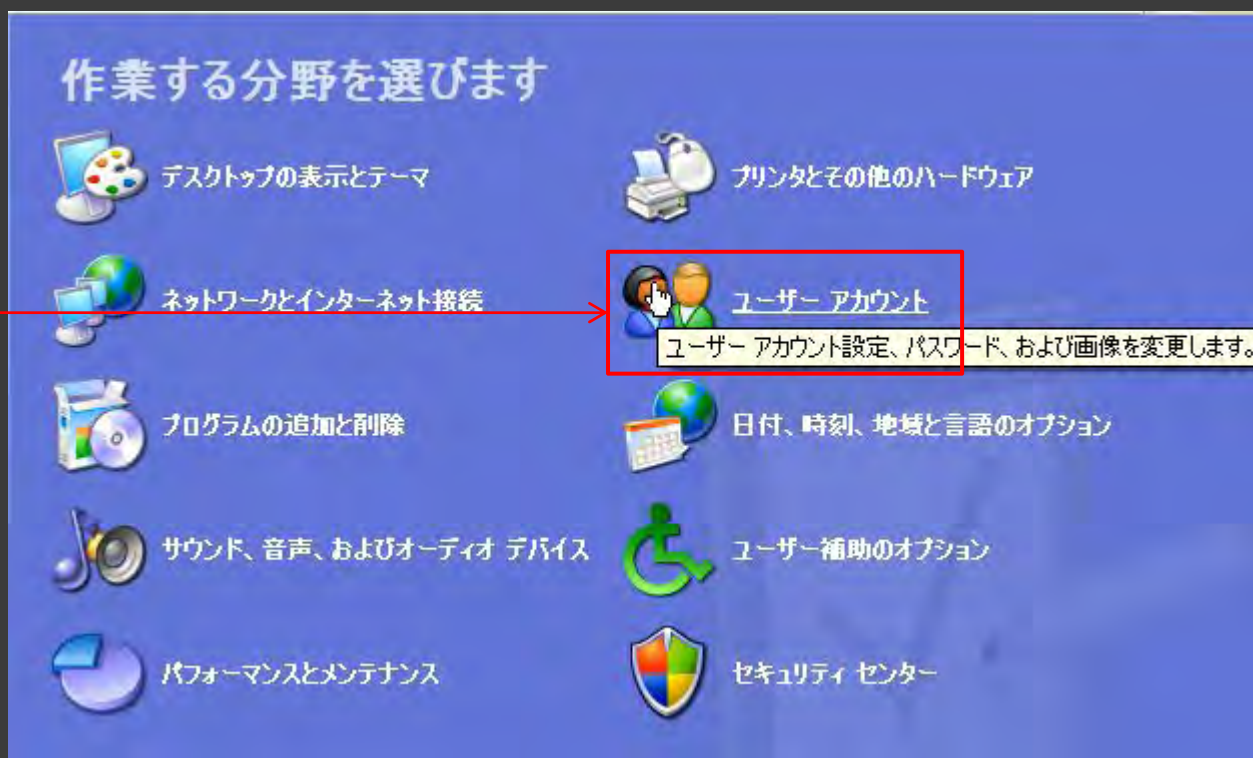 作業する分野を選びます
デスクトップの表示とテーマ
プリンタとその他のハードウェア
ネットワークとインターネット接続
ユーザー アカウント
ユーザー アカウント設定、パスワード、および画像を変更します。
プログラムの追加と削除
日付、時刻、地域と言語のオプション
サウンド、音声、およびオーディオ デバイス
ユーザー補助のオプション
パフォーマンスとメンテナンス
セキュリティ センター